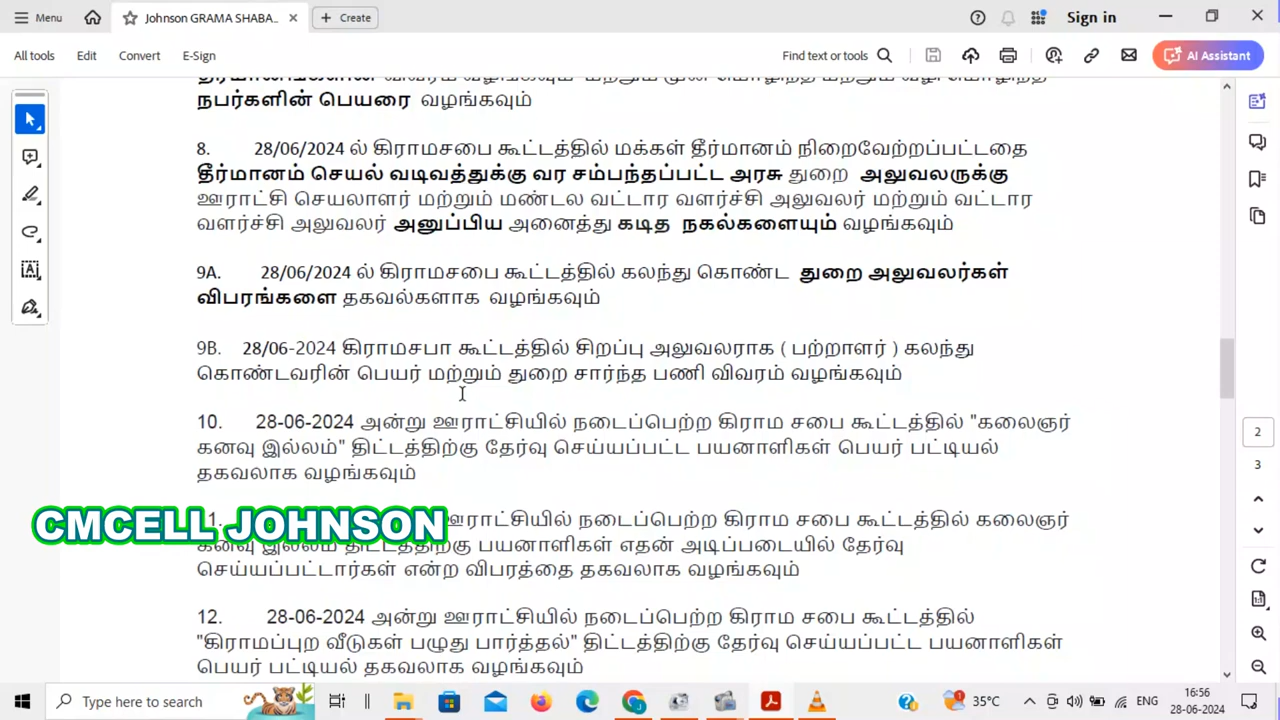 Menu
Johnson GRAMA SHABA...
Create
Sign in
All tools
Edit
Convert
E-Sign
Find text or tools
AI Assistant
நபர்களின் பெயரை வழங்கவும்
8. 28/06/2024 ல் கிராமசபை கூட்டத்தில் மக்கள் தீர்மானம் நிறைவேற்றப்பட்டதை
தீர்மானம் செயல் வடிவத்துக்கு வர சம்பந்தப்பட்ட அரசு துறை அலுவலருக்கு
ஊராட்சி செயலாளர் மற்றும் மண்டல வட்டார வளர்ச்சி அலுவலர் மற்றும் வட்டார
வளர்ச்சி அலுவலர் அனுப்பிய அனைத்து கடித நகல்களையும் வழங்கவும்
9A. 28/06/2024 ல் கிராமசபை கூட்டத்தில் கலந்து கொண்ட துறை அலுவலர்கள்
விபரங்களை தகவல்களாக வழங்கவும்
9B. 28/06-2024 கிராமசபா கூட்டத்தில் சிறப்பு அலுவலராக ( பற்றாளர் ) கலந்து
கொண்டவரின் பெயர் மற்றும் துறை சார்ந்த பணி விவரம் வழங்கவும்
10. 28-06-2024 அன்று ஊராட்சியில் நடைப்பெற்ற கிராம சபை கூட்டத்தில் "கலைஞர்
கனவு இல்லம்" திட்டத்திற்கு தேர்வு செய்யப்பட்ட பயனாளிகள் பெயர் பட்டியல்
தகவலாக வழங்கவும்
CMCELL JOHNSON
ஊராட்சியில் நடைப்பெற்ற கிராம சபை கூட்டத்தில் கலைஞர்
கனவு இல்லம் திட்டத்திற்கு பயனாளிகள் எதன் அடிப்படையில் தேர்வு
செய்யப்பட்டார்கள் என்ற விபரத்தை தகவலாக வழங்கவும்
12. 28-06-2024 அன்று ஊராட்சியில் நடைப்பெற்ற கிராம சபை கூட்டத்தில்
"கிராமப்புற வீடுகள் பழுது பார்த்தல்" திட்டத்திற்கு தேர்வு செய்யப்பட்ட பயனாளிகள்
பெயர் பட்டியல் தகவலாக வழங்கவும்
2
3
Type here to search
35°C
ENG
16:56
28-06-2024